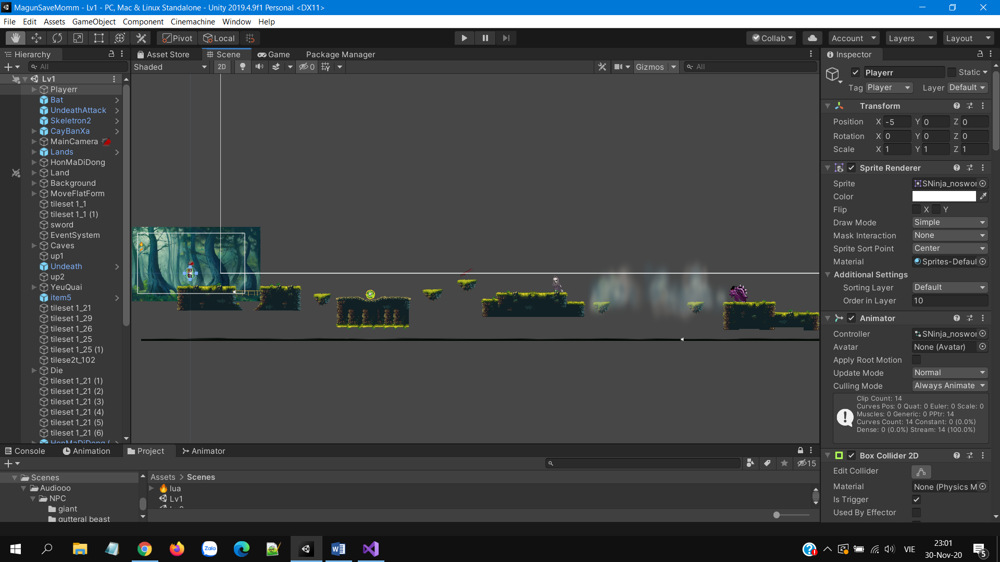 MagunSaveMomm - Lv1 - PC, Mac & Linux Standalone - Unity 2019.4.9f1 Personal <DX11>
File Edit Assets GameObject Component Cinemachine Window Help
Pivot Local Collab Account Layers Layout
Hierarchy
All
Lv1
Playerr
Bat
UndeathAttack
Skeletron2
CayBanXa
MainCamera
Lands
HonMaDiDong
Land
Background
MoveFlatForm
tileset 1_1
tileset 1_1 (1)
sword
EventSystem
Caves
up1
Undeath
up2
YeuQuai
item5
tileset 1_21
tileset 1_29
tileset 1_26
tileset 1_25
tileset 1_25 (1)
tilese2t_102
Die
tileset 1_21 (1)
tileset 1_21 (2)
tileset 1_21 (3)
tileset 1_21 (4)
tileset 1_21 (5)
tileset 1_21 (6)
HonMaDiDong (
Asset Store Scene Game Package Manager
Shaded 2D 0 Gizmos All
Inspector
Playerr Static
Tag Player Layer Default
Transform
Position X -5 Y 0 Z 0
Rotation X 0 Y 0 Z 0
Scale X 1 Y 1 Z 1
Sprite Renderer
Sprite SNinja_noswor
Color
Flip X Y
Draw Mode Simple
Mask Interaction None
Sprite Sort Point Center
Material Sprites-Defaul
Additional Settings
Sorting Layer Default
Order in Layer 10
Animator
Controller SNinja_noswor
Avatar None (Avatar)
Apply Root Motion
Update Mode Normal
Culling Mode Always Animate
Clip Count: 14
Curves Pos: 0 Quat: 0 Euler: 0 Scale: 0
Muscles: 0 Generic: 0 PPtr: 14
Curves Count: 14 Constant: 0 (0.0%)
Dense: 0 (0.0%) Stream: 14 (100.0%)
Box Collider 2D
Edit Collider
Material None (Physics M
Is Trigger
Used By Effector
Console Animation Project Animator
15
Scenes
Audiooo
NPC
giant
gutteral beast
Assets > Scenes
lua
Lv1
Zalo
VIE
23:01
30-Nov-20
5